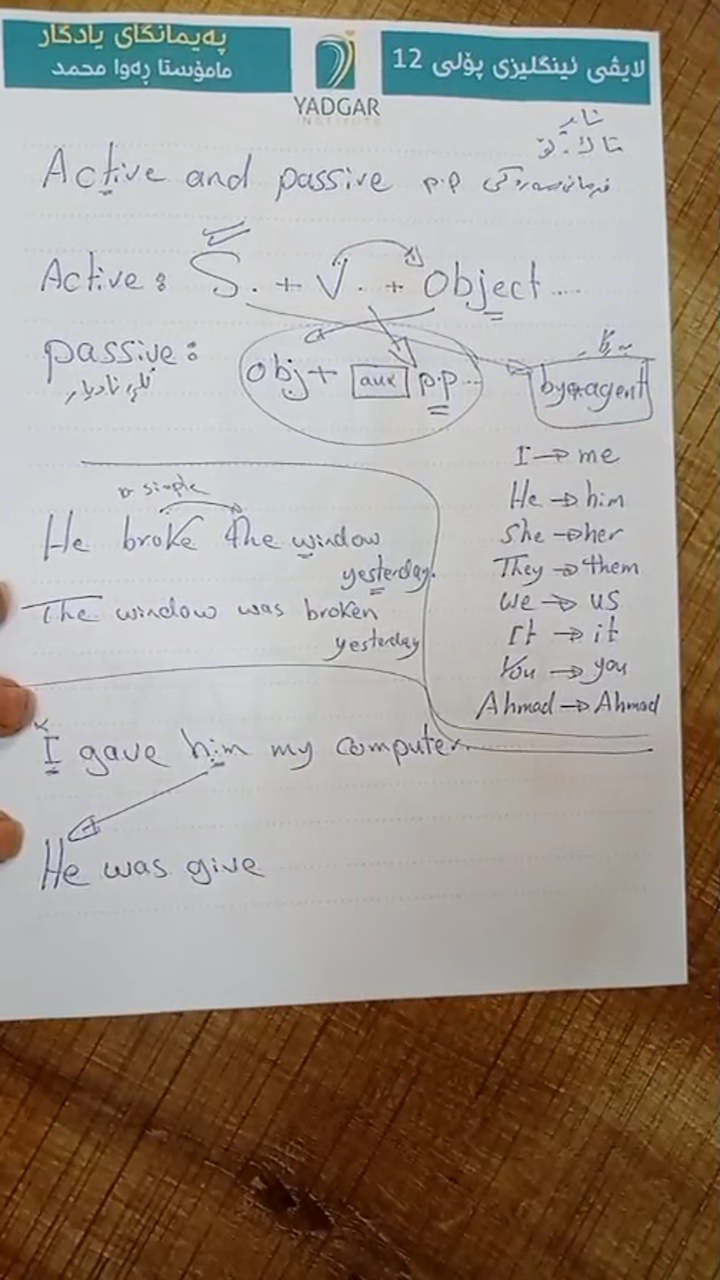 پەیمانگای یادگار
مامۆستا ڕەوا محمد
YADGAR
INSTITUTE
لایڤی ئینگلیزی پۆلی 12
Active and passive p.p
Active: S. + V. + object ...
passive: obj + aux p.p ... by+agent
I → me
He → him
She → her
They → them
we → us
It → it
You → you
Ahmad → Ahmad
p simple
He broke the window
yesterday.
The window was broken
yesterday
I gave him my computer.
He was give